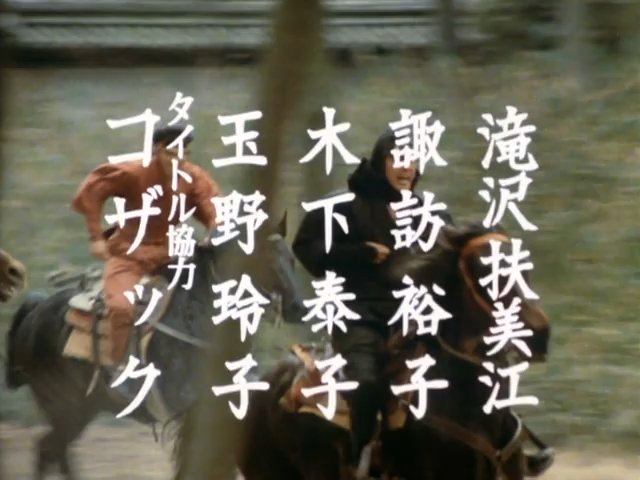 滝沢扶美江
諏訪裕子
木下泰子
玉野玲子
タイトル協力
コザック